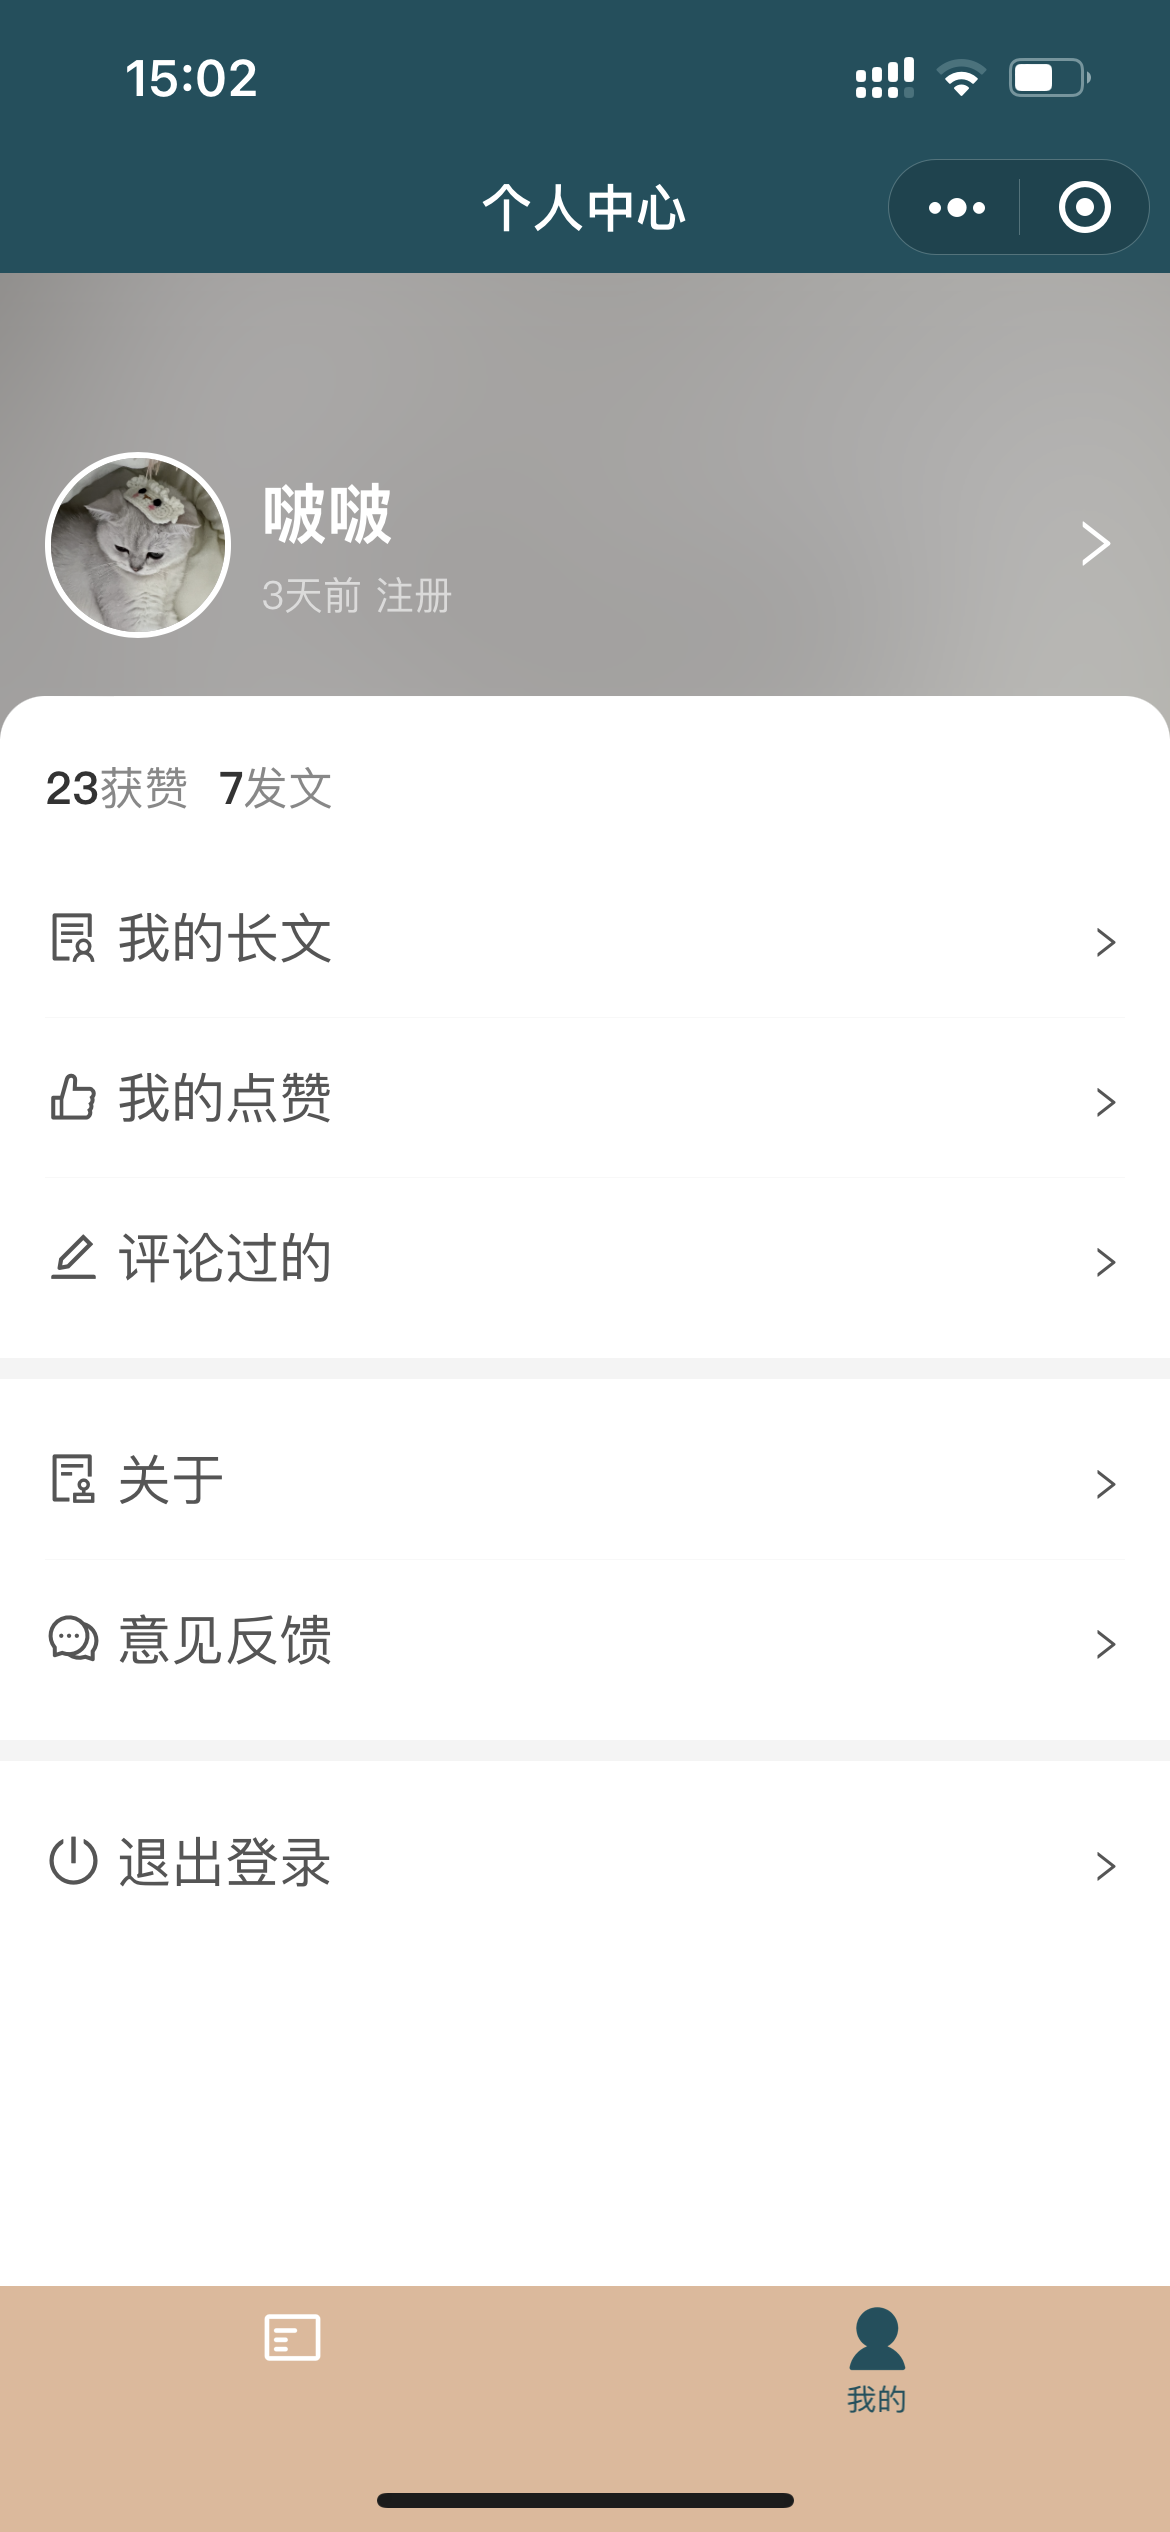 15:02
个人中心
啵啵
3天前 注册
23获赞 7发文
我的长文
我的点赞
评论过的
关于
意见反馈
退出登录
我的